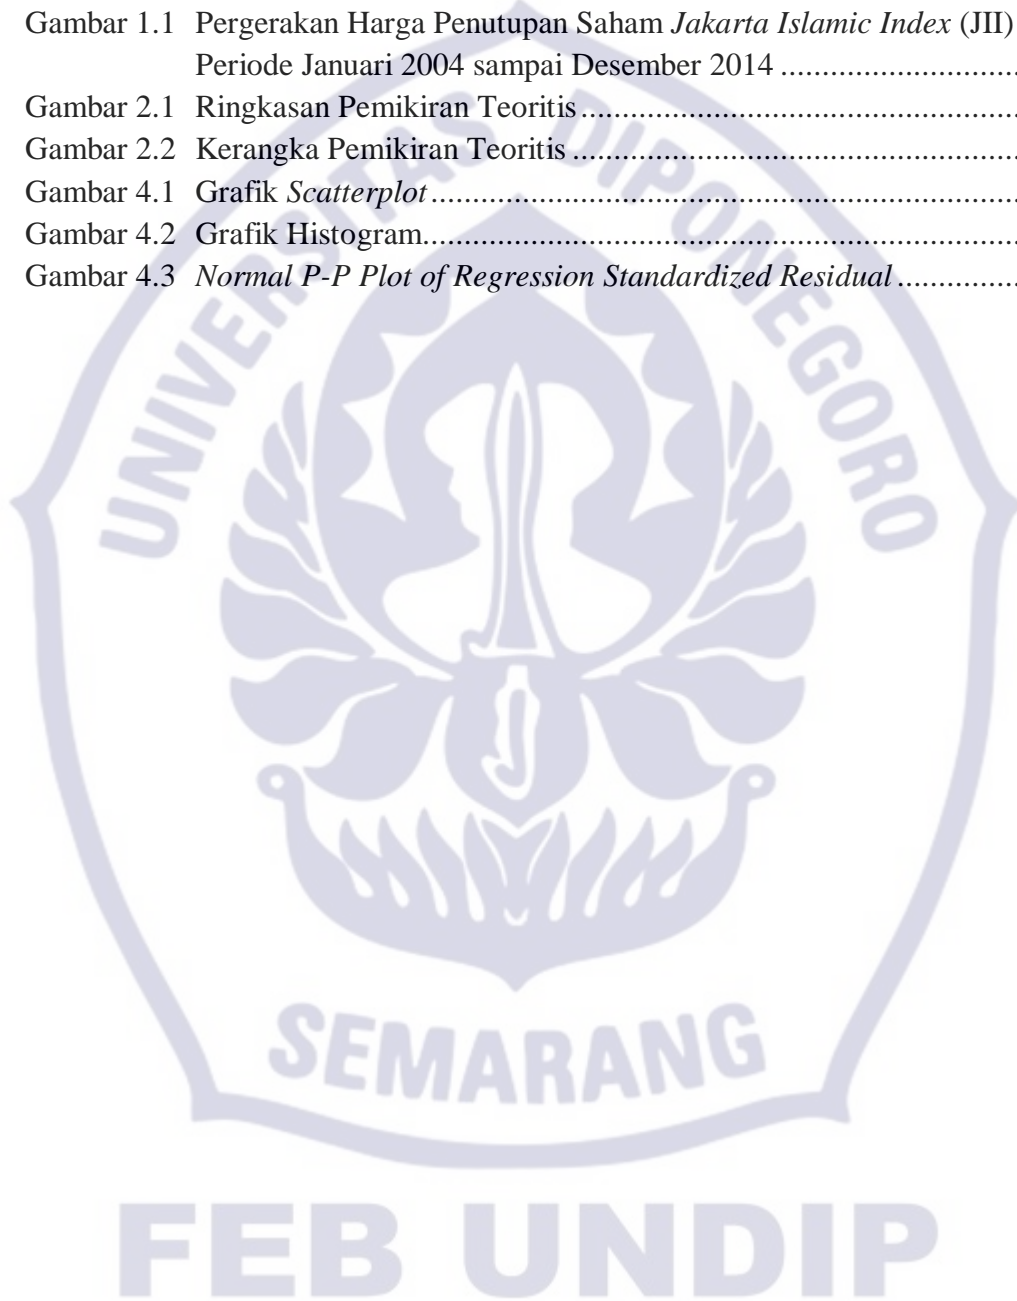 Gambar 1.1 Pergerakan Harga Penutupan Saham Jakarta Islamic Index (JII)
Periode Januari 2004 sampai Desember 2014 ............................
Gambar 2.1 Ringkasan Pemikiran Teoritis ....................................................
Gambar 2.2 Kerangka Pemikiran Teoritis .....................................................
Gambar 4.1 Grafik Scatterplot .......................................................................
Gambar 4.2 Grafik Histogram........................................................................
Gambar 4.3 Normal P-P Plot of Regression Standardized Residual ...............
UNIVERSITAS DIPONEGORO
SEMARANG
FEB UNDIP